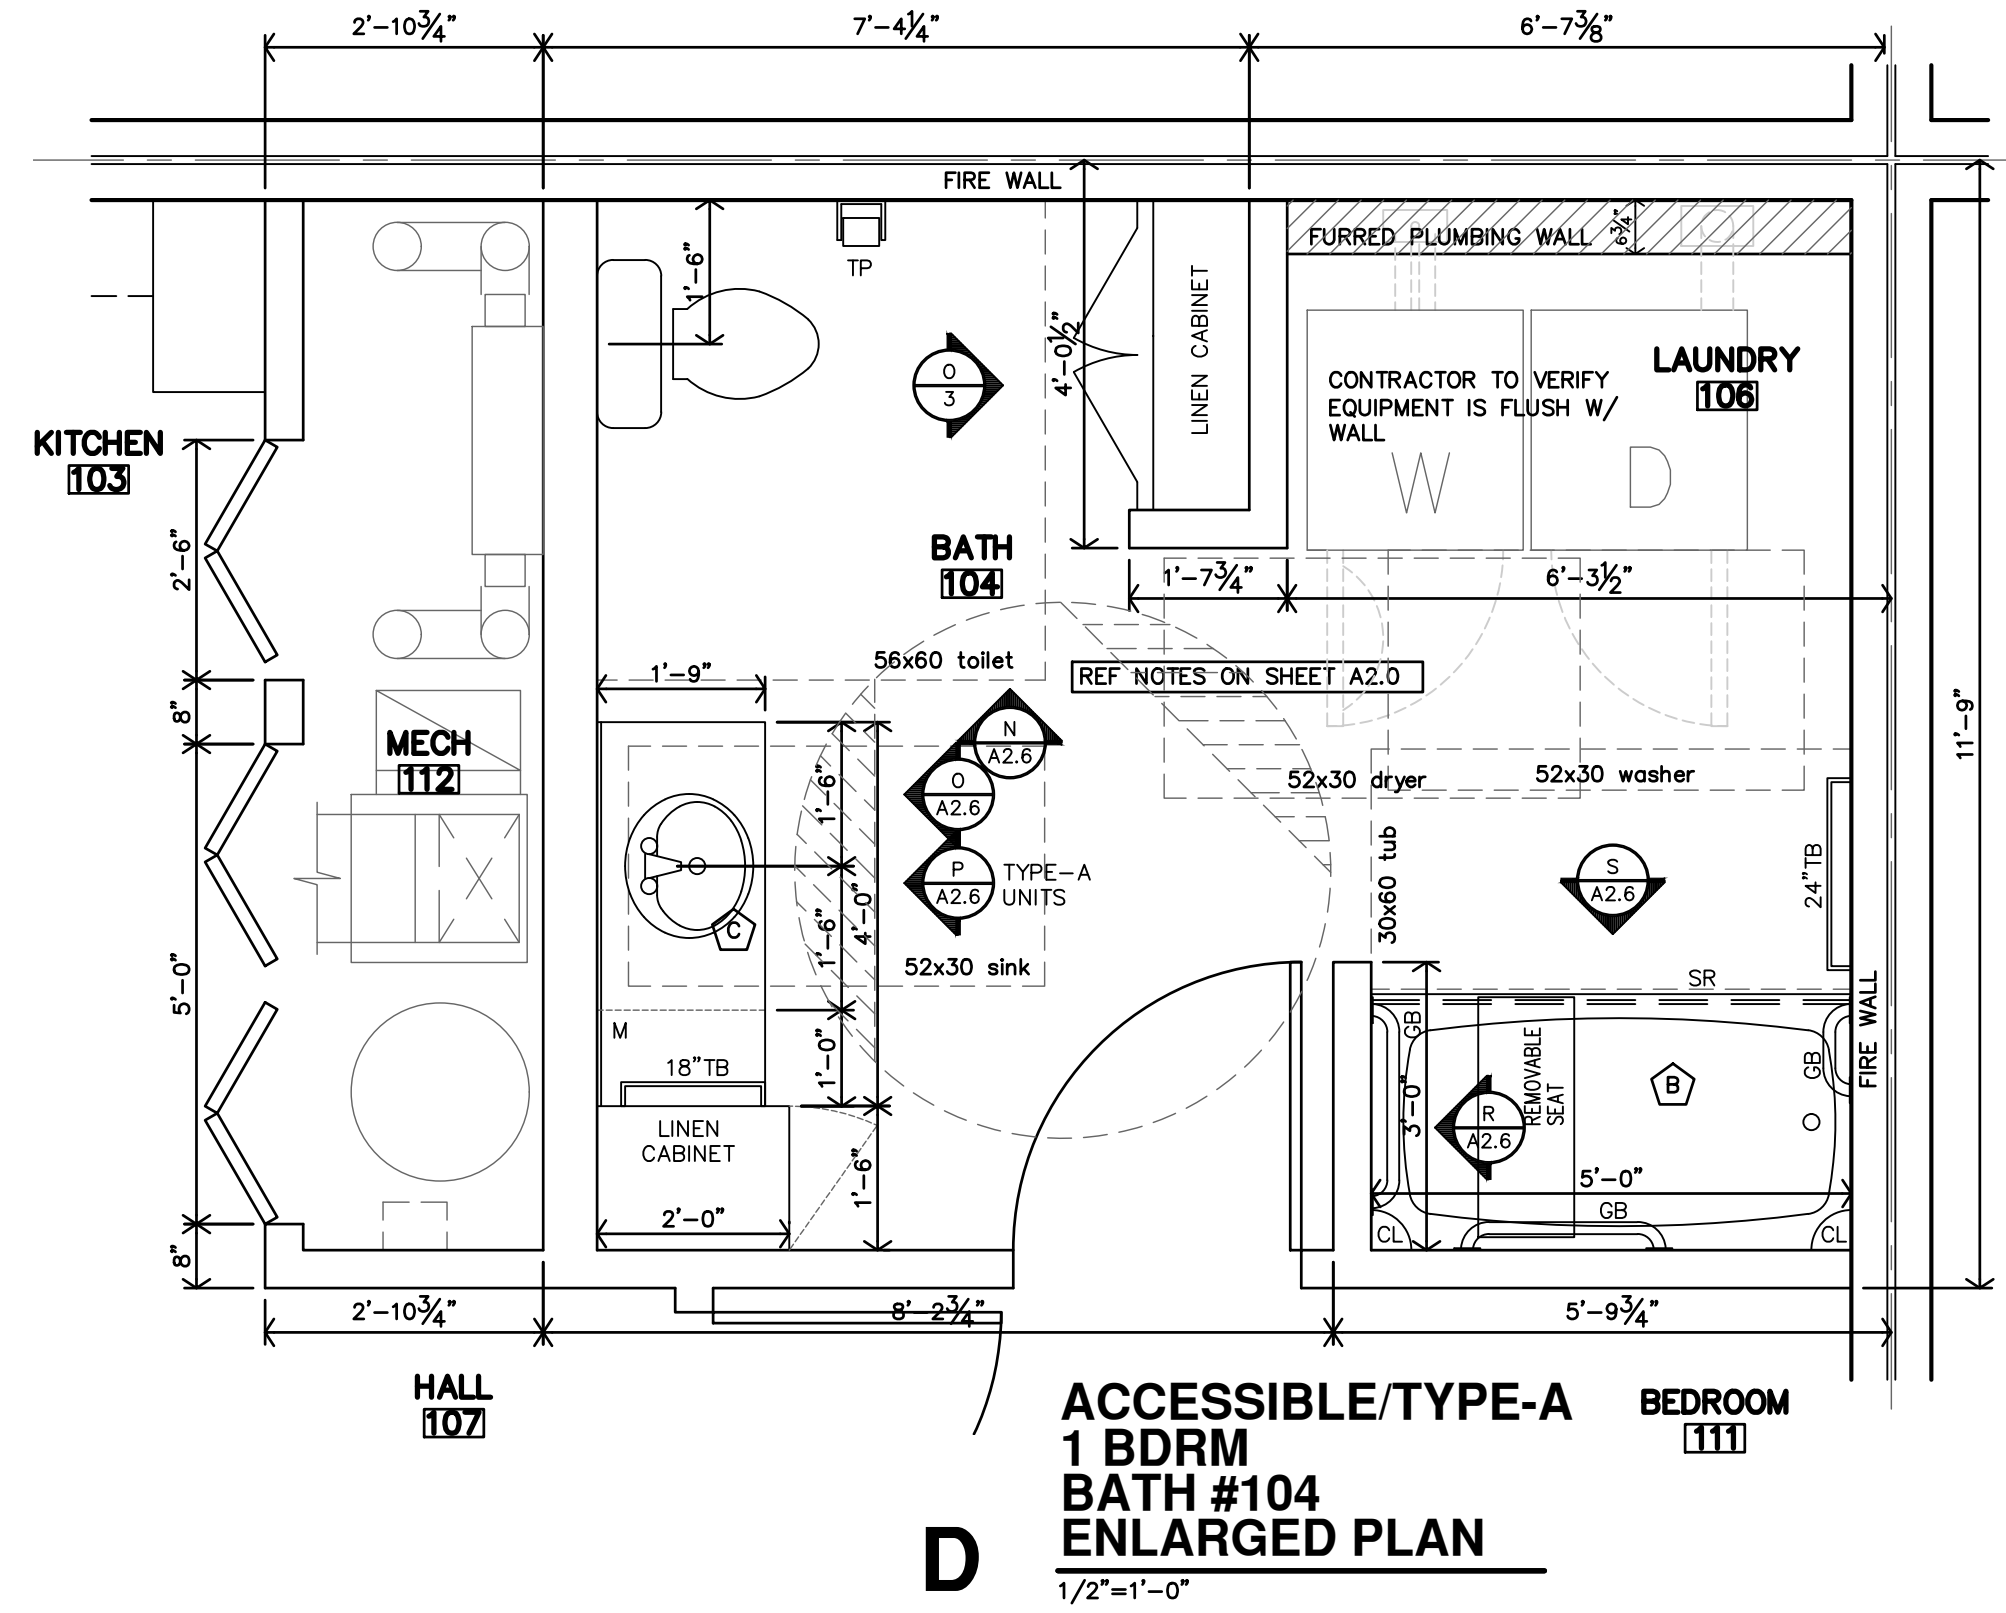 2'-10¾"
7'-4¼"
6'-7⅜"
FIRE WALL
1'-6"
TP
FURRED PLUMBING WALL
6¾"
LINEN CABINET
4'-0½"
O
3
LAUNDRY
106
CONTRACTOR TO VERIFY
EQUIPMENT IS FLUSH W/
WALL
W
D
KITCHEN
103
2'-6"
BATH
104
1'-7¾"
6'-3½"
56x60 toilet
1'-9"
REF NOTES ON SHEET A2.0
11'-9"
8"
MECH
112
N
A2.6
O
A2.6
P
A2.6
TYPE-A
UNITS
1'-6"
1'-6"
4'-0"
52x30 dryer
52x30 washer
30x60 tub
S
A2.6
24"TB
C
52x30 sink
5'-0"
SR
FIRE WALL
M
18"TB
1'-0"
GB
REMOVABLE
SEAT
B
GB
R
A2.6
3'-0"
LINEN
CABINET
1'-6"
5'-0"
2'-0"
GB
CL
CL
8"
2'-10¾"
8'-2¾"
5'-9¾"
HALL
107
BEDROOM
111
D
ACCESSIBLE/TYPE-A
1 BDRM
BATH #104
ENLARGED PLAN
1/2"=1'-0"